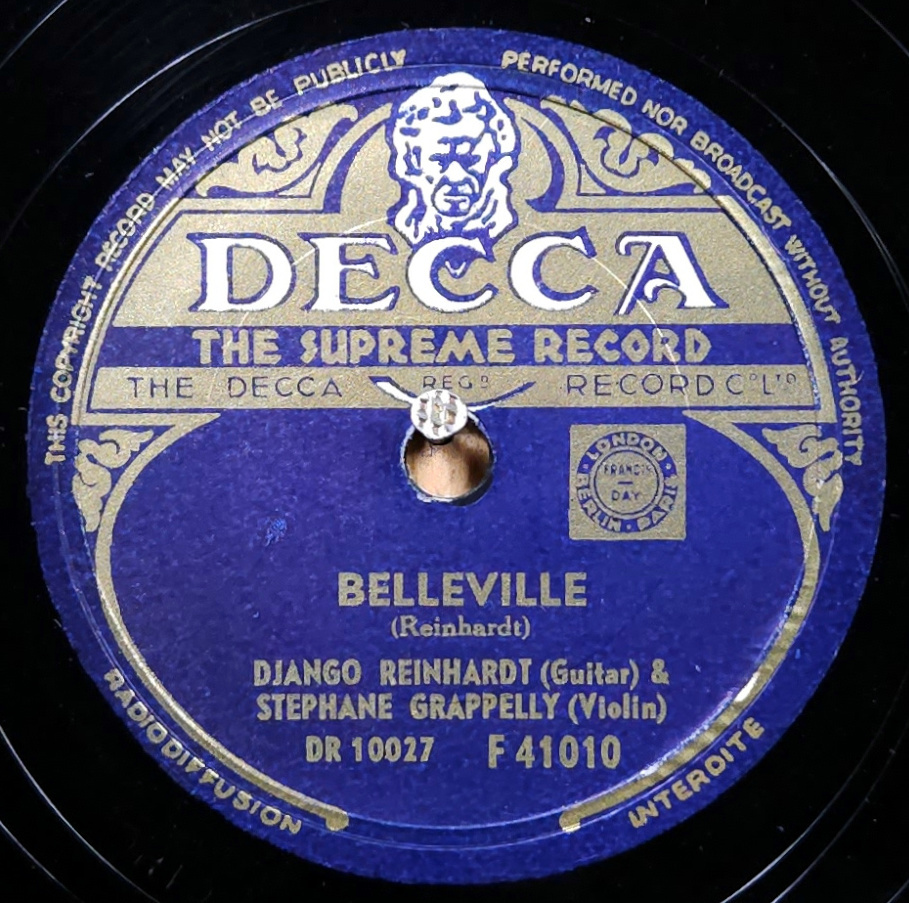 THIS COPYRIGHT RECORD MAY NOT BE PUBLICLY PERFORMED NOR BROADCAST WITHOUT AUTHORITY
DECCA
THE SUPREME RECORD
THE DECCA REGD RECORD Cº Lᵀᴰ
LONDON · PARIS · BERLIN
FRANCIS
DAY
BELLEVILLE
(Reinhardt)
DJANGO REINHARDT (Guitar) &
STEPHANE GRAPPELLY (Violin)
DR 10027 F 41010
RADIODIFFUSION INTERDITE